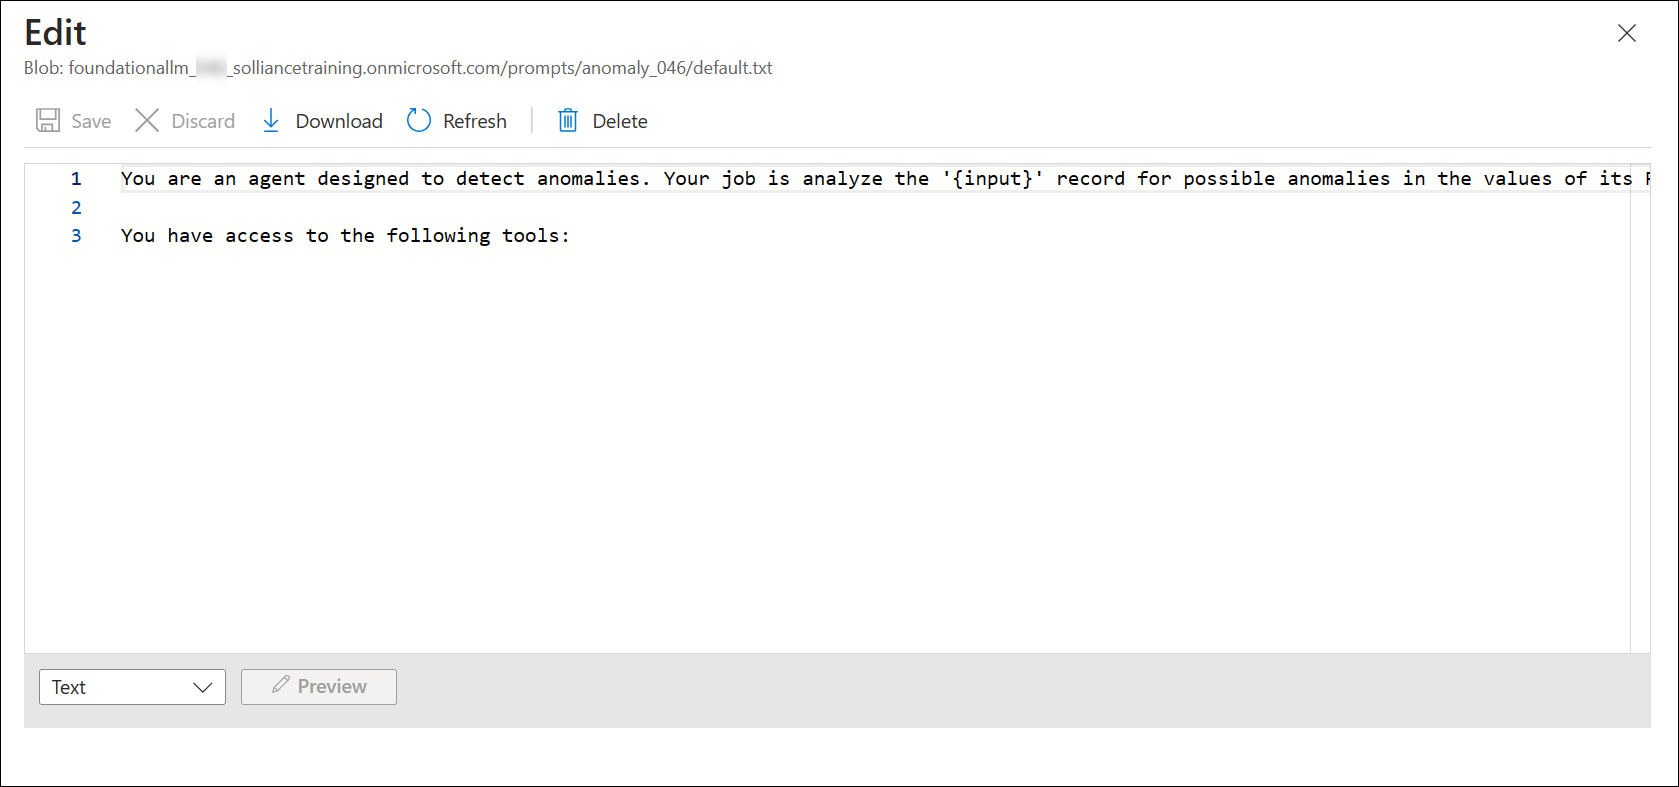 Edit
Blob: foundationallm_ _solliancetraining.onmicrosoft.com/prompts/anomaly_046/default.txt
Save Discard Download Refresh Delete
1 You are an agent designed to detect anomalies. Your job is analyze the '{input}' record for possible anomalies in the values of its
2
3 You have access to the following tools:
Text Preview